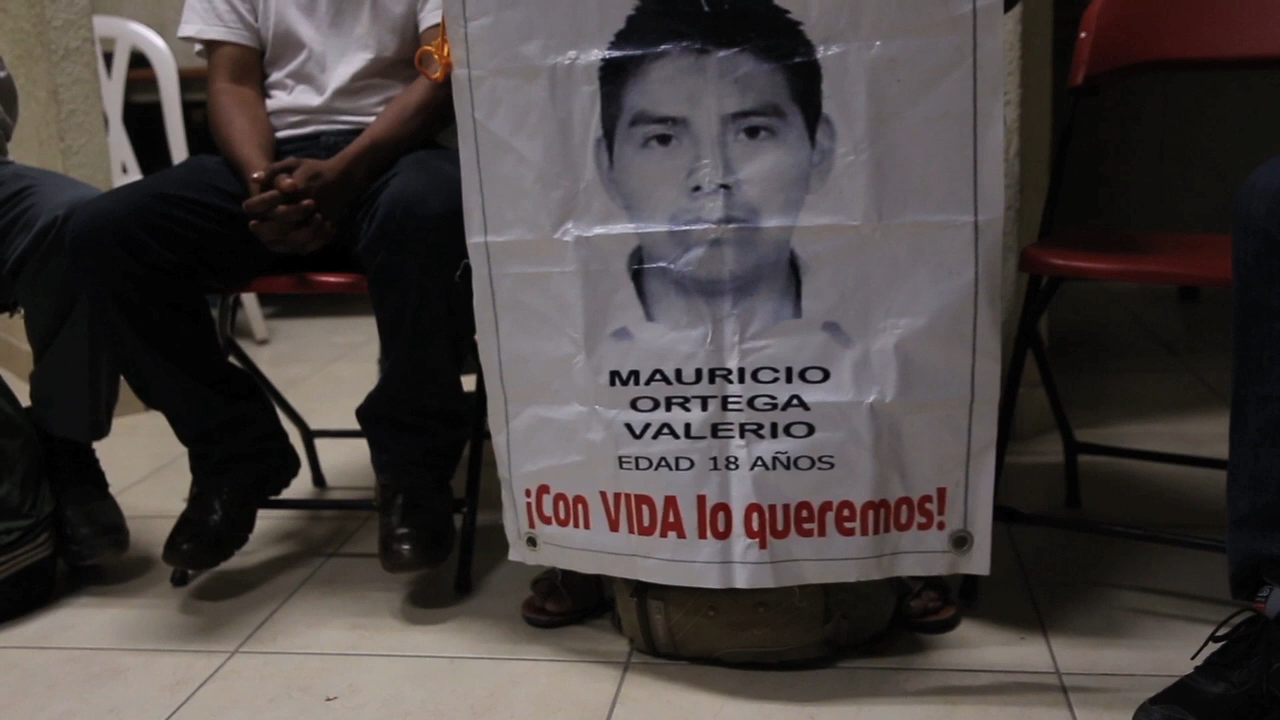 MAURICIO
ORTEGA
VALERIO
EDAD 18 AÑOS
¡Con VIDA lo queremos!